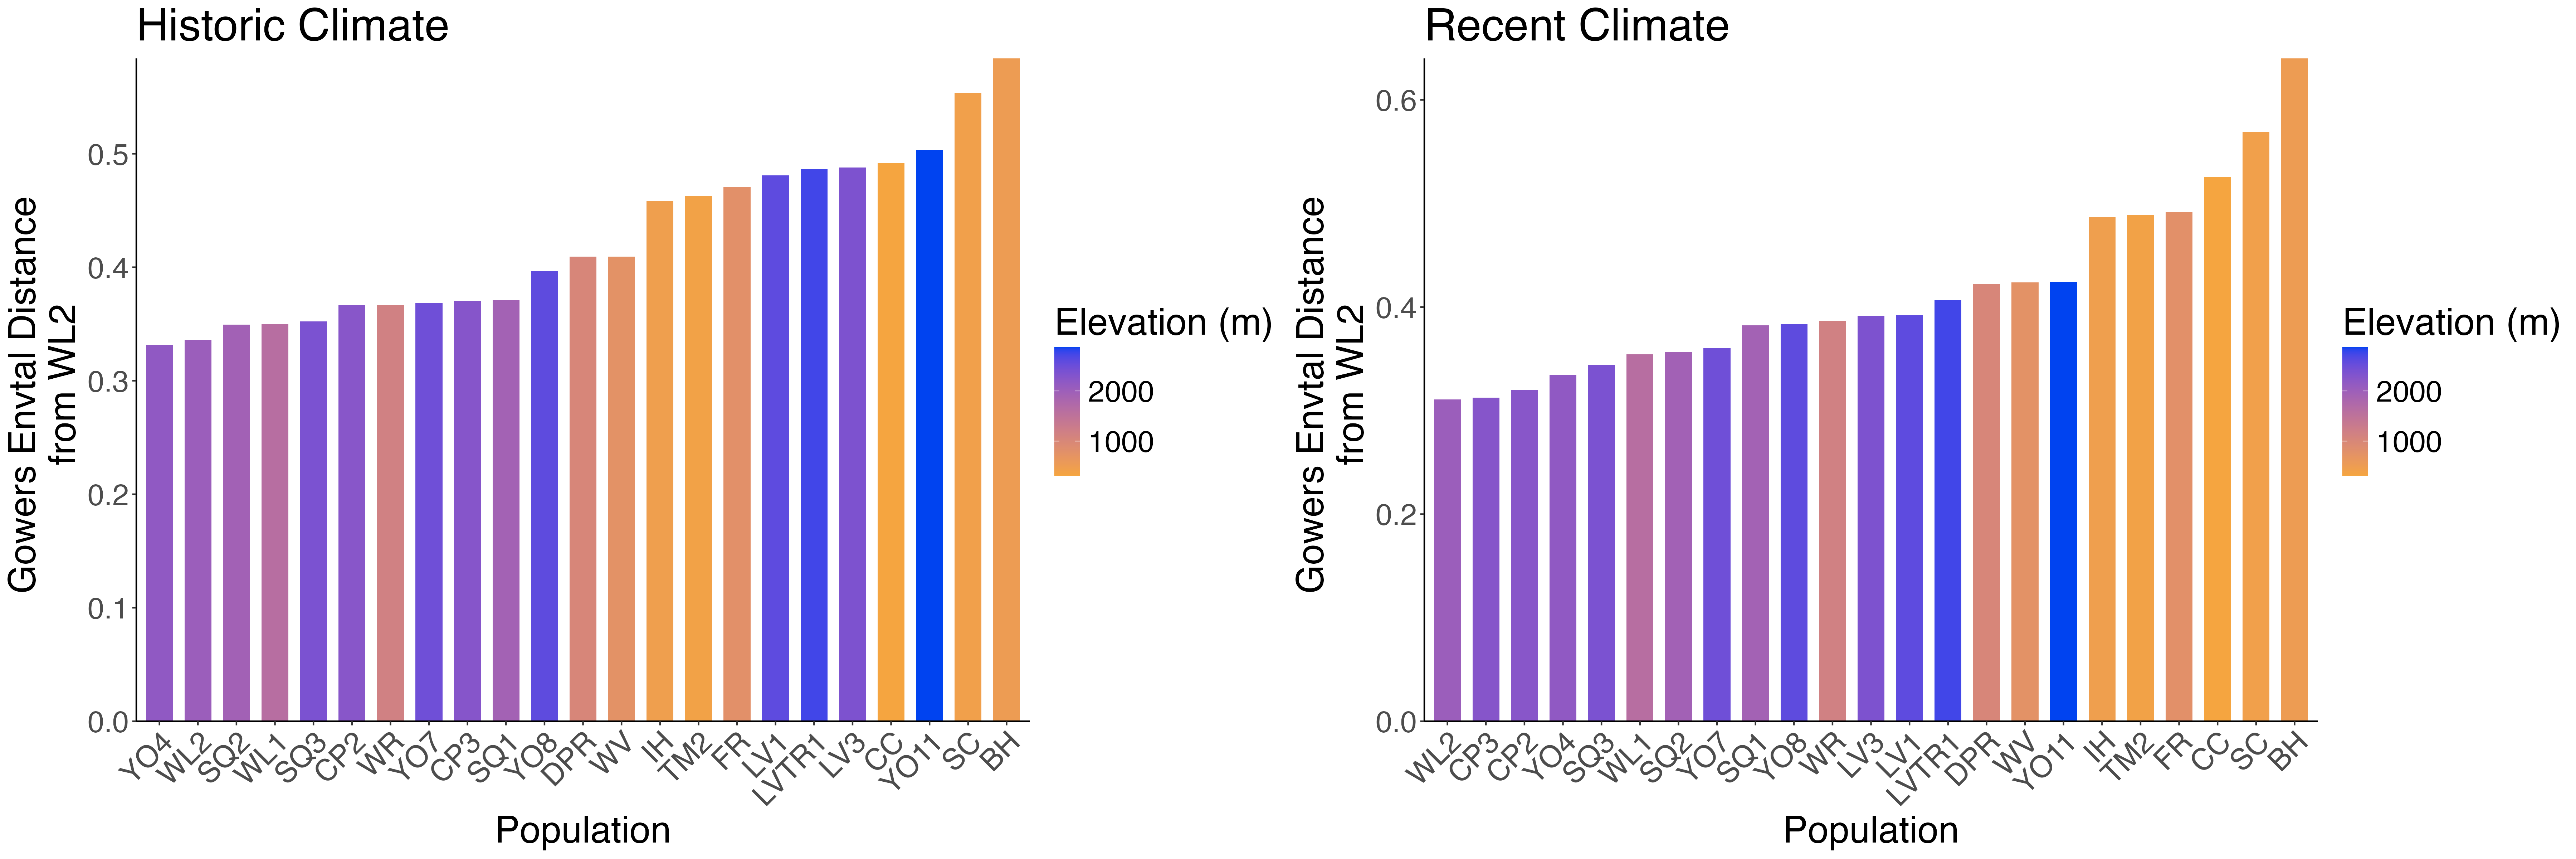 Historic Climate
Gowers Envtal Distance
from WL2
0.5
0.4
0.3
0.2
0.1
0.0
YO4 WL2 SQ2 WL1 SQ3 CP2 WR YO7 CP3 SQ1 YO8 DPR WV IH TM2 FR LV1 LVTR1 LV3 CC YO11 SC BH
Population
Elevation (m)
2000
1000
Recent Climate
Gowers Envtal Distance
from WL2
0.6
0.4
0.2
0.0
WL2 CP3 CP2 YO4 SQ3 WL1 SQ2 YO7 SQ1 YO8 WR LV3 LV1 LVTR1 DPR WV YO11 IH TM2 FR CC SC BH
Population
Elevation (m)
2000
1000